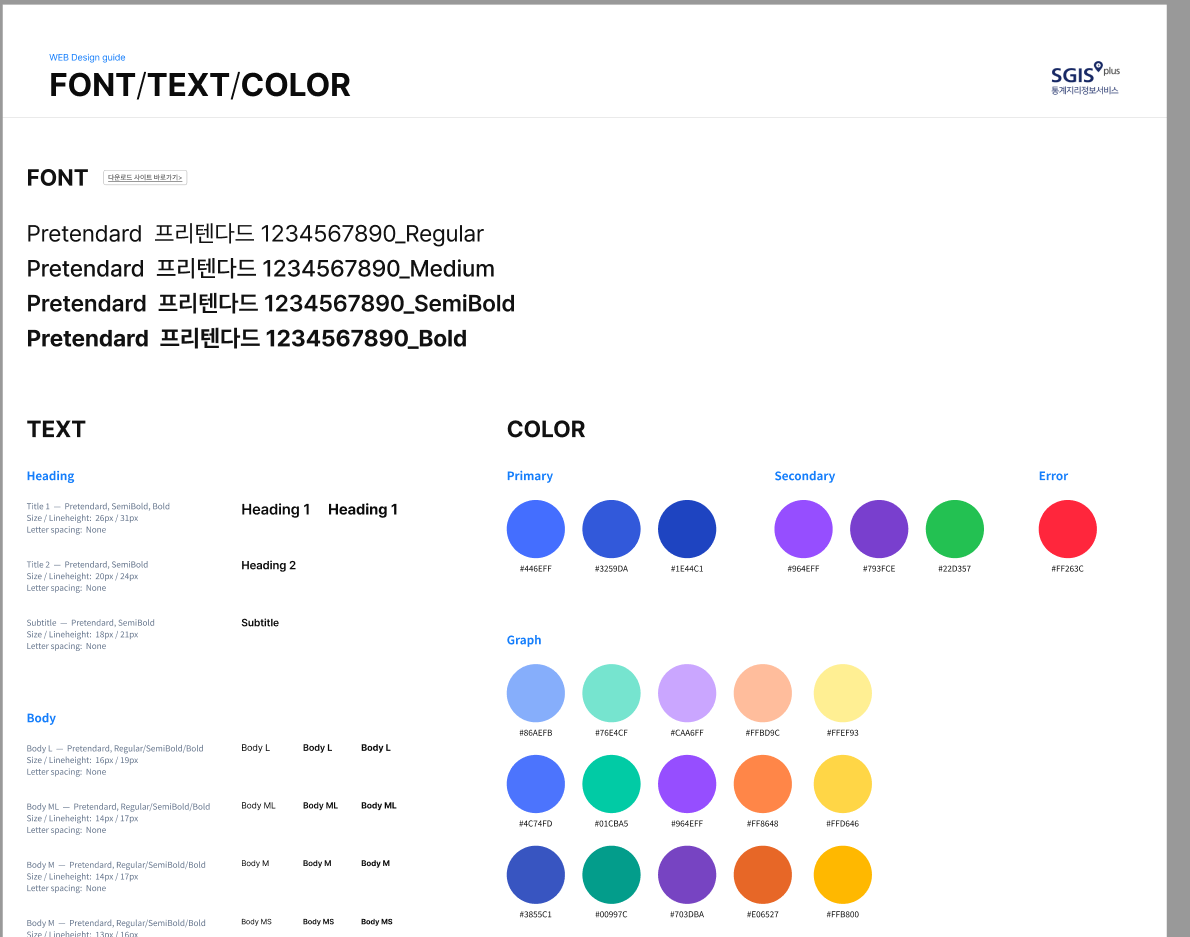 WEB Design guide
FONT/TEXT/COLOR
SGIS plus
통계지리정보서비스
FONT
다운로드 사이트 바로가기>
Pretendard 프리텐다드 1234567890_Regular
Pretendard 프리텐다드 1234567890_Medium
Pretendard 프리텐다드 1234567890_SemiBold
Pretendard 프리텐다드 1234567890_Bold
TEXT
Heading
Title 1 — Pretendard, SemiBold, Bold
Size / Lineheight: 26px / 31px
Letter spacing: None
Heading 1 Heading 1
Title 2 — Pretendard, SemiBold
Size / Lineheight: 20px / 24px
Letter spacing: None
Heading 2
Subtitle — Pretendard, SemiBold
Size / Lineheight: 18px / 21px
Letter spacing: None
Subtitle
Body
Body L — Pretendard, Regular/SemiBold/Bold
Size / Lineheight: 16px / 19px
Letter spacing: None
Body L Body L Body L
Body ML — Pretendard, Regular/SemiBold/Bold
Size / Lineheight: 14px / 17px
Letter spacing: None
Body ML Body ML Body ML
Body M — Pretendard, Regular/SemiBold/Bold
Size / Lineheight: 14px / 17px
Letter spacing: None
Body M Body M Body M
Body M — Pretendard, Regular/SemiBold/Bold
Size / Lineheight: 13px / 16px
Body MS Body MS Body MS
COLOR
Primary
#446EFF #3259DA #1E44C1
Secondary
#964EFF #793FCE #22D357
Error
#FF263C
Graph
#86AEFB #76E4CF #CAA6FF #FFBD9C #FFEF93
#4C74FD #01CBA5 #964EFF #FF8648 #FFD646
#3855C1 #00997C #703DBA #E06527 #FFB800